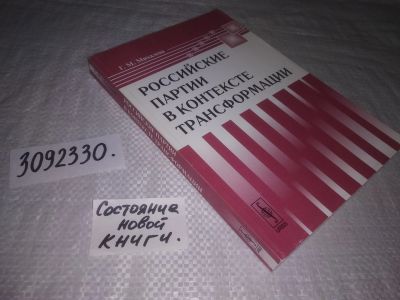 Г. М. Михалева
РОССИЙСКИЕ
ПАРТИИ
В КОНТЕКСТЕ
ТРАНСФОРМАЦИИ
3092330.
Состояние
новой
книги.